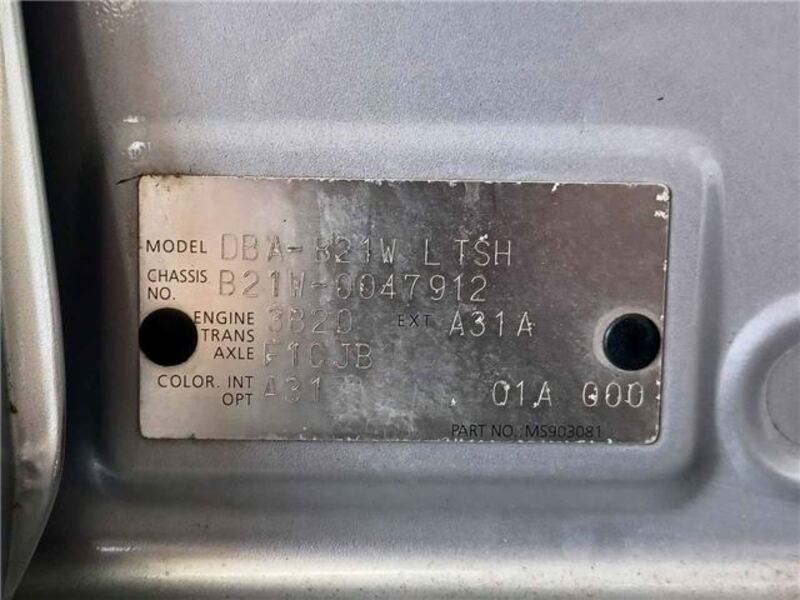 MODEL DBA-B21W LTSH
CHASSIS NO. B21W-0047912
ENGINE 3B20 EXT A31A
TRANS AXLE F1CJB
COLOR. INT A31
OPT 01A 000
PART NO. MS903081